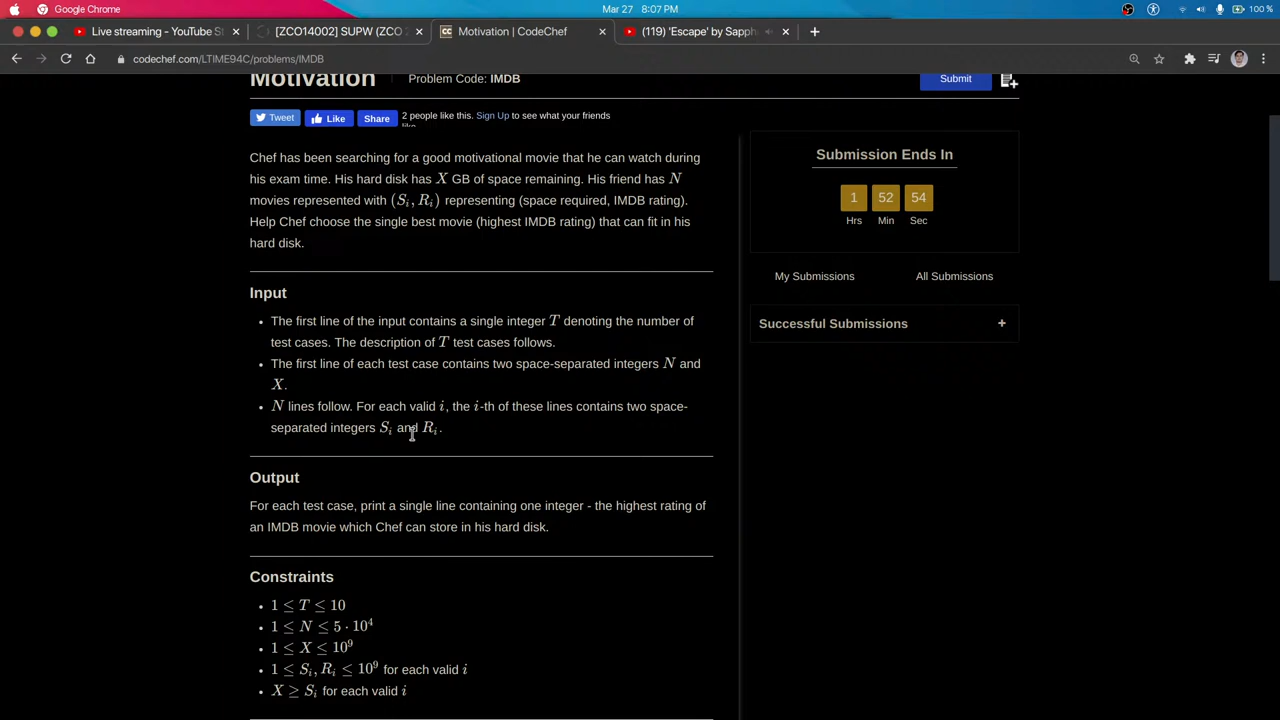 Google Chrome
Mar 27 8:07 PM
100 %
Live streaming - YouTube St
[ZCO14002] SUPW (ZCO 2
Motivation | CodeChef
(119) 'Escape' by Sapph
codechef.com/LTIME94C/problems/IMDB
Motivation
Problem Code: IMDB
Submit
Tweet
Like
Share
2 people like this. Sign Up to see what your friends
like.
Chef has been searching for a good motivational movie that he can watch during
his exam time. His hard disk has X GB of space remaining. His friend has N
movies represented with (Sᵢ, Rᵢ) representing (space required, IMDB rating).
Help Chef choose the single best movie (highest IMDB rating) that can fit in his
hard disk.
Input
• The first line of the input contains a single integer T denoting the number of
test cases. The description of T test cases follows.
• The first line of each test case contains two space-separated integers N and
X.
• N lines follow. For each valid i, the i-th of these lines contains two space-
separated integers Sᵢ and Rᵢ.
Output
For each test case, print a single line containing one integer - the highest rating of
an IMDB movie which Chef can store in his hard disk.
Constraints
• 1 ≤ T ≤ 10
• 1 ≤ N ≤ 5 · 10⁴
• 1 ≤ X ≤ 10⁹
• 1 ≤ Sᵢ, Rᵢ ≤ 10⁹ for each valid i
• X ≥ Sᵢ for each valid i
Submission Ends In
1 52 54
Hrs Min Sec
My Submissions
All Submissions
Successful Submissions +